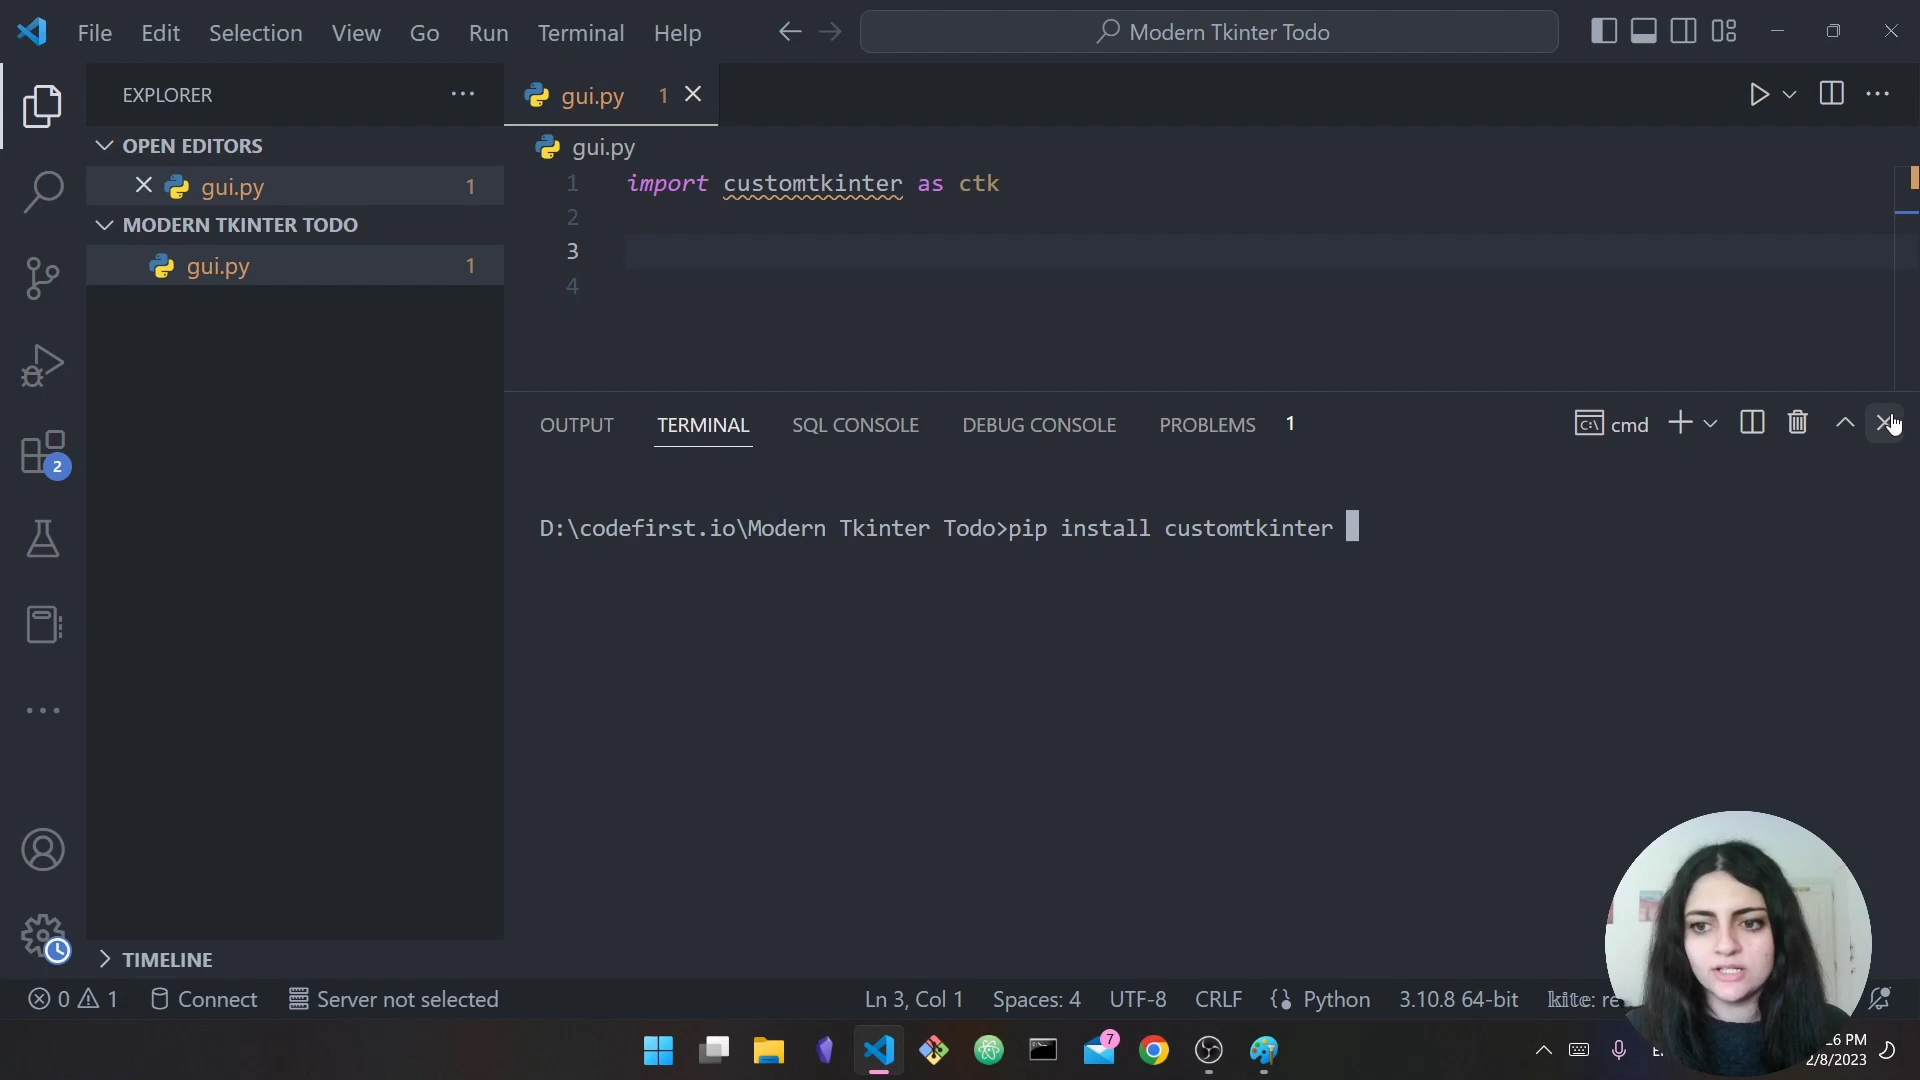 File Edit Selection View Go Run Terminal Help
Modern Tkinter Todo
EXPLORER
gui.py 1
OPEN EDITORS
gui.py 1
MODERN TKINTER TODO
gui.py 1
gui.py
1 import customtkinter as ctk
2
3
4
OUTPUT TERMINAL SQL CONSOLE DEBUG CONSOLE PROBLEMS 1
cmd
D:\codefirst.io\Modern Tkinter Todo>pip install customtkinter
2
TIMELINE
0 1 Connect Server not selected
Ln 3, Col 1 Spaces: 4 UTF-8 CRLF Python 3.10.8 64-bit kite:
7
6 PM
2/8/2023